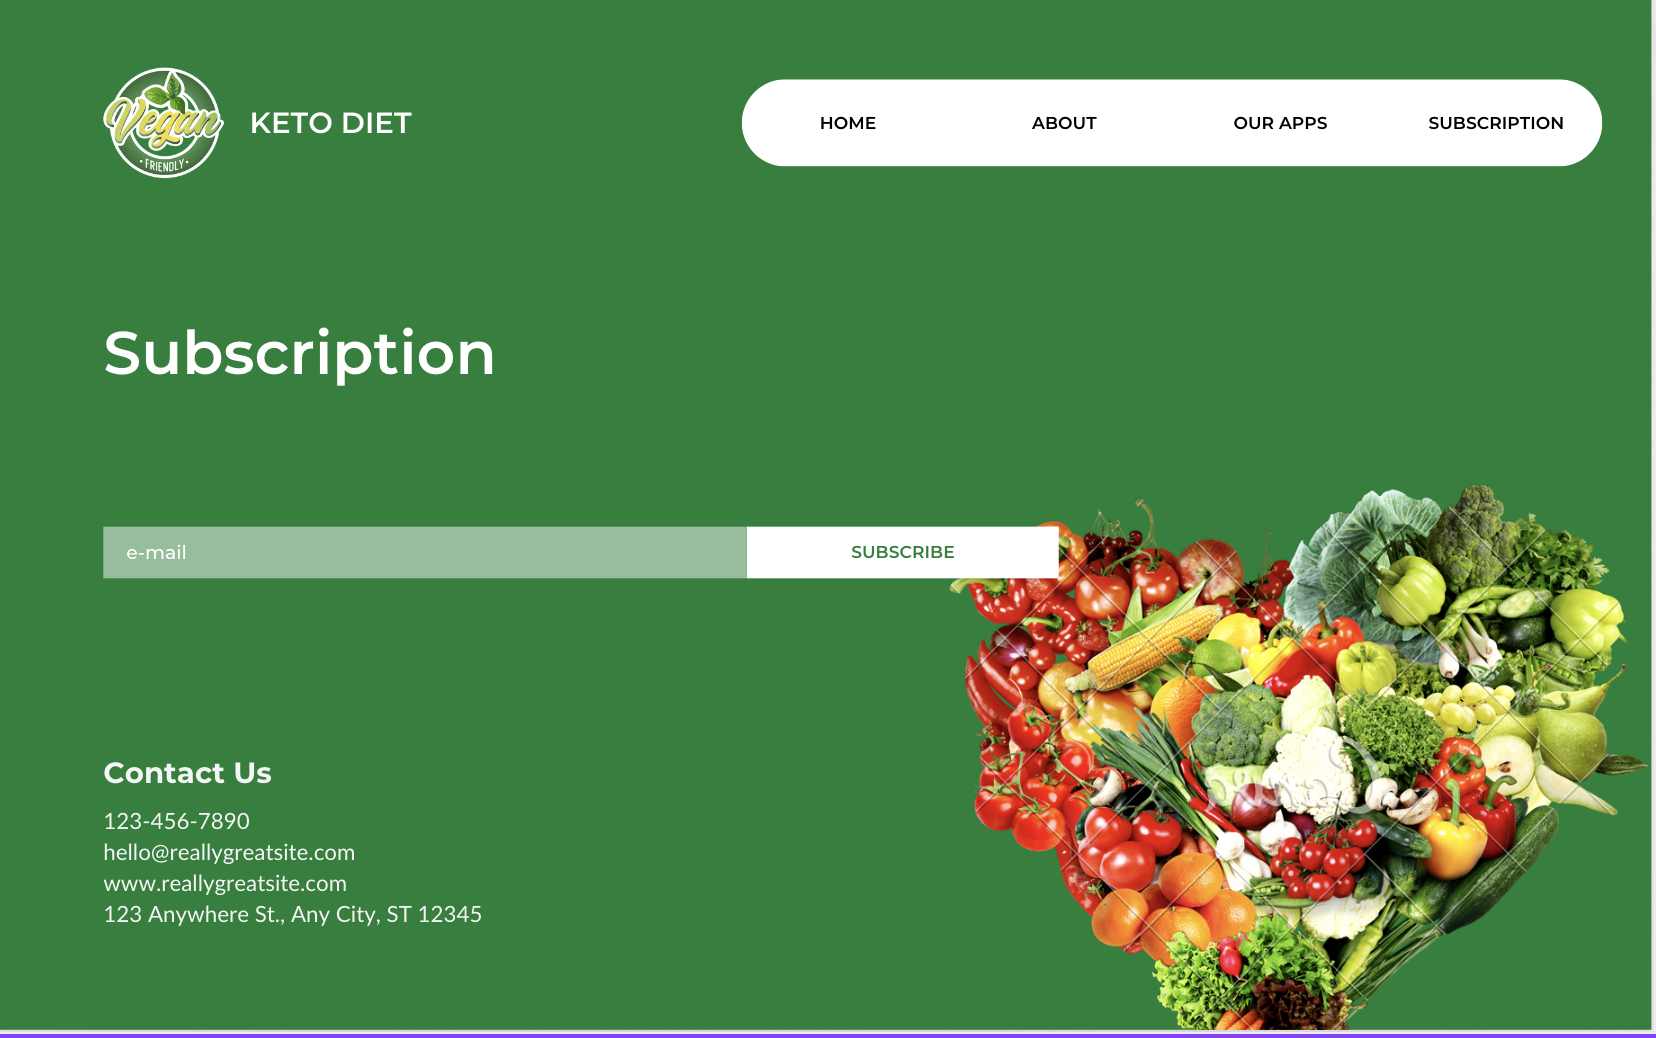 Vegan
• FRIENDLY •
KETO DIET
HOME
ABOUT
OUR APPS
SUBSCRIPTION
Subscription
e-mail
SUBSCRIBE
Contact Us
123-456-7890
hello@reallygreatsite.com
www.reallygreatsite.com
123 Anywhere St., Any City, ST 12345